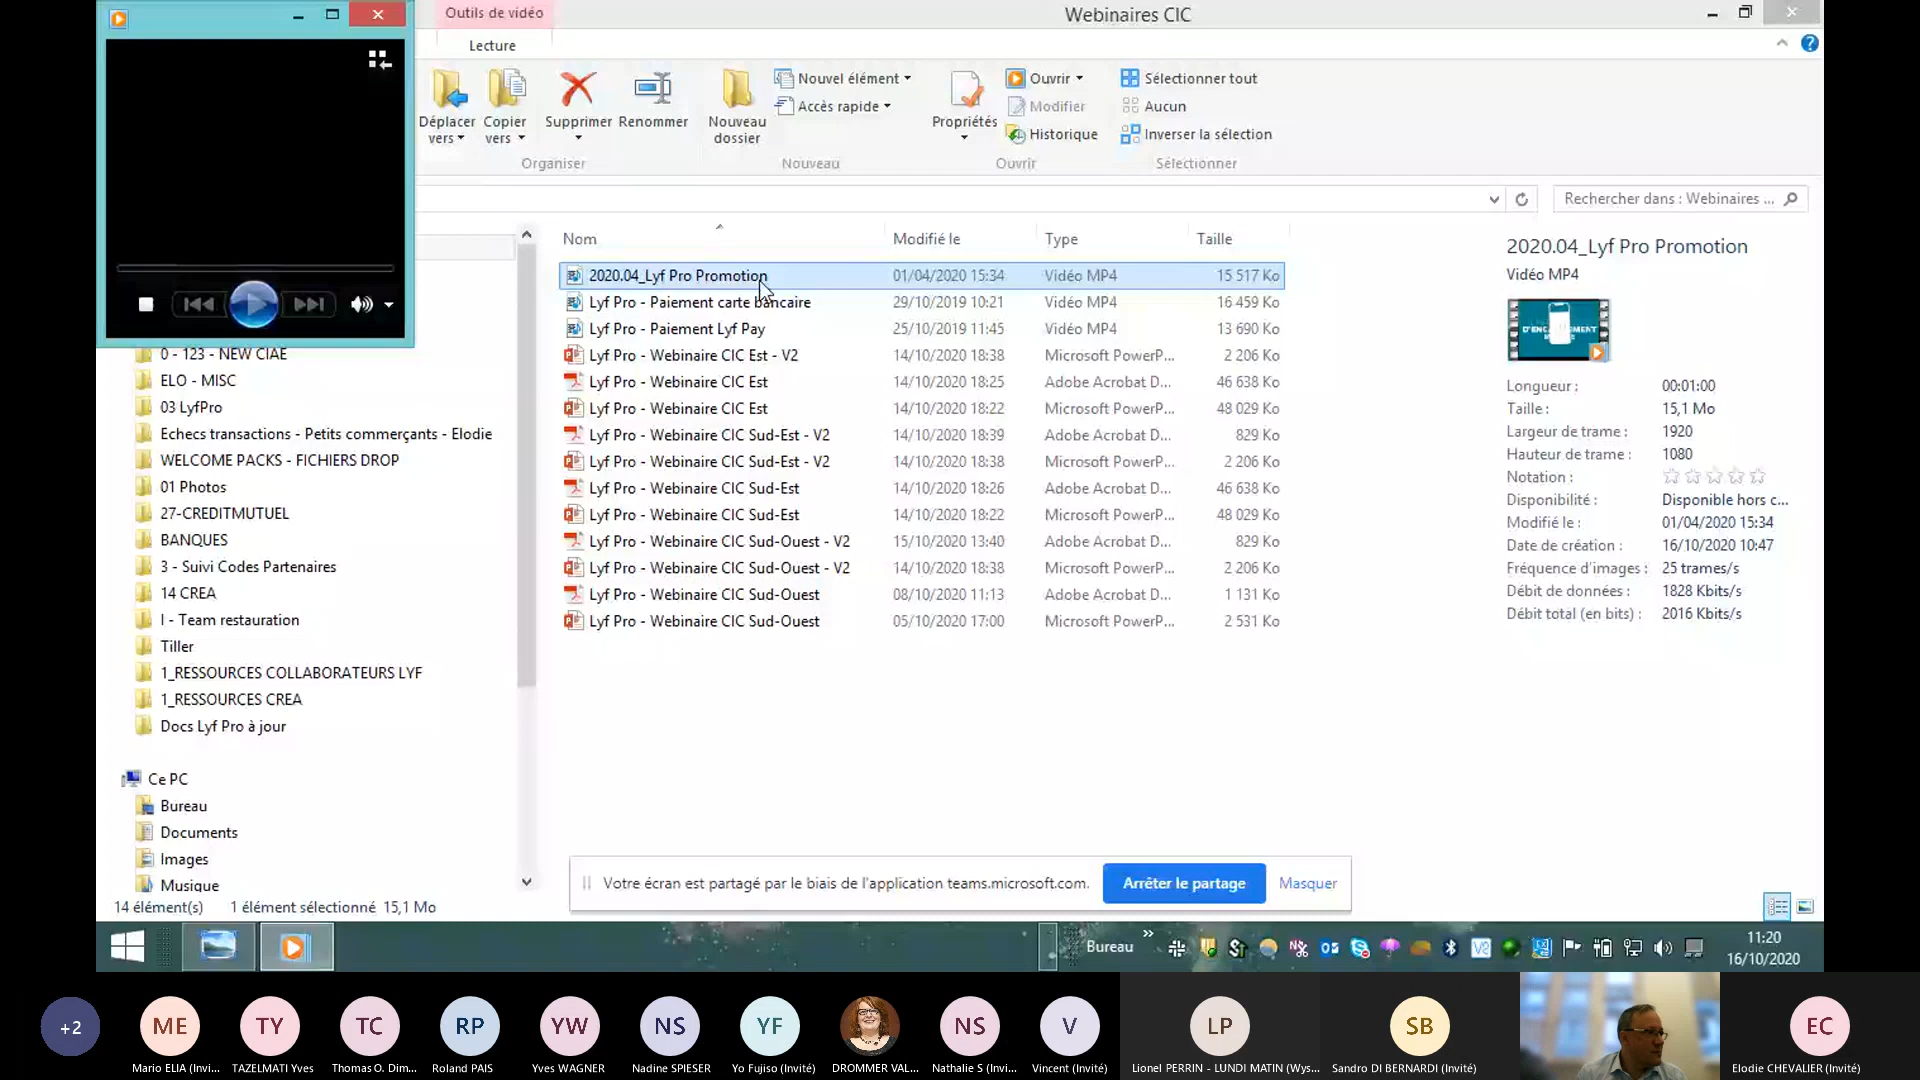 Outils de vidéo
Webinaires CIC
Lecture
Déplacer vers
Copier vers
Supprimer
Renommer
Nouveau dossier
Nouvel élément
Accès rapide
Propriétés
Ouvrir
Modifier
Historique
Sélectionner tout
Aucun
Inverser la sélection
Organiser
Nouveau
Ouvrir
Sélectionner
Rechercher dans : Webinaires ...
Nom Modifié le Type Taille
2020.04_Lyf Pro Promotion 01/04/2020 15:34 Vidéo MP4 15 517 Ko
Lyf Pro - Paiement carte bancaire 29/10/2019 10:21 Vidéo MP4 16 459 Ko
Lyf Pro - Paiement Lyf Pay 25/10/2019 11:45 Vidéo MP4 13 690 Ko
Lyf Pro - Webinaire CIC Est - V2 14/10/2020 18:38 Microsoft PowerP... 2 206 Ko
Lyf Pro - Webinaire CIC Est 14/10/2020 18:25 Adobe Acrobat D... 46 638 Ko
Lyf Pro - Webinaire CIC Est 14/10/2020 18:22 Microsoft PowerP... 48 029 Ko
Lyf Pro - Webinaire CIC Sud-Est - V2 14/10/2020 18:39 Adobe Acrobat D... 829 Ko
Lyf Pro - Webinaire CIC Sud-Est - V2 14/10/2020 18:38 Microsoft PowerP... 2 206 Ko
Lyf Pro - Webinaire CIC Sud-Est 14/10/2020 18:26 Adobe Acrobat D... 46 638 Ko
Lyf Pro - Webinaire CIC Sud-Est 14/10/2020 18:22 Microsoft PowerP... 48 029 Ko
Lyf Pro - Webinaire CIC Sud-Ouest - V2 15/10/2020 13:40 Adobe Acrobat D... 829 Ko
Lyf Pro - Webinaire CIC Sud-Ouest - V2 14/10/2020 18:38 Microsoft PowerP... 2 206 Ko
Lyf Pro - Webinaire CIC Sud-Ouest 08/10/2020 11:13 Adobe Acrobat D... 1 131 Ko
Lyf Pro - Webinaire CIC Sud-Ouest 05/10/2020 17:00 Microsoft PowerP... 2 531 Ko
2020.04_Lyf Pro Promotion
Vidéo MP4
Longueur : 00:01:00
Taille : 15,1 Mo
Largeur de trame : 1920
Hauteur de trame : 1080
Notation :
Disponibilité : Disponible hors c...
Modifié le : 01/04/2020 15:34
Date de création : 16/10/2020 10:47
Fréquence d'images : 25 trames/s
Débit de données : 1828 Kbits/s
Débit total (en bits) : 2016 Kbits/s
0 - 123 - NEW CIAE
ELO - MISC
03 LyfPro
Echecs transactions - Petits commerçants - Elodie
WELCOME PACKS - FICHIERS DROP
01 Photos
27-CREDITMUTUEL
BANQUES
3 - Suivi Codes Partenaires
14 CREA
I - Team restauration
Tiller
1_RESSOURCES COLLABORATEURS LYF
1_RESSOURCES CREA
Docs Lyf Pro à jour
Ce PC
Bureau
Documents
Images
Musique
14 élément(s) 1 élément sélectionné 15,1 Mo
Votre écran est partagé par le biais de l'application teams.microsoft.com.
Arrêter le partage
Masquer
Bureau
11:20
16/10/2020
+2
ME
TY
TC
RP
YW
NS
YF
NS
V
LP
SB
EC
Mario ELIA (Invi...
TAZELMATI Yves
Thomas O. Dim...
Roland PAIS
Yves WAGNER
Nadine SPIESER
Yo Fujiso (Invité)
DROMMER VAL...
Nathalie S (Invi...
Vincent (Invité)
Lionel PERRIN - LUNDI MATIN (Wys...
Sandro DI BERNARDI (Invité)
Elodie CHEVALIER (Invité)